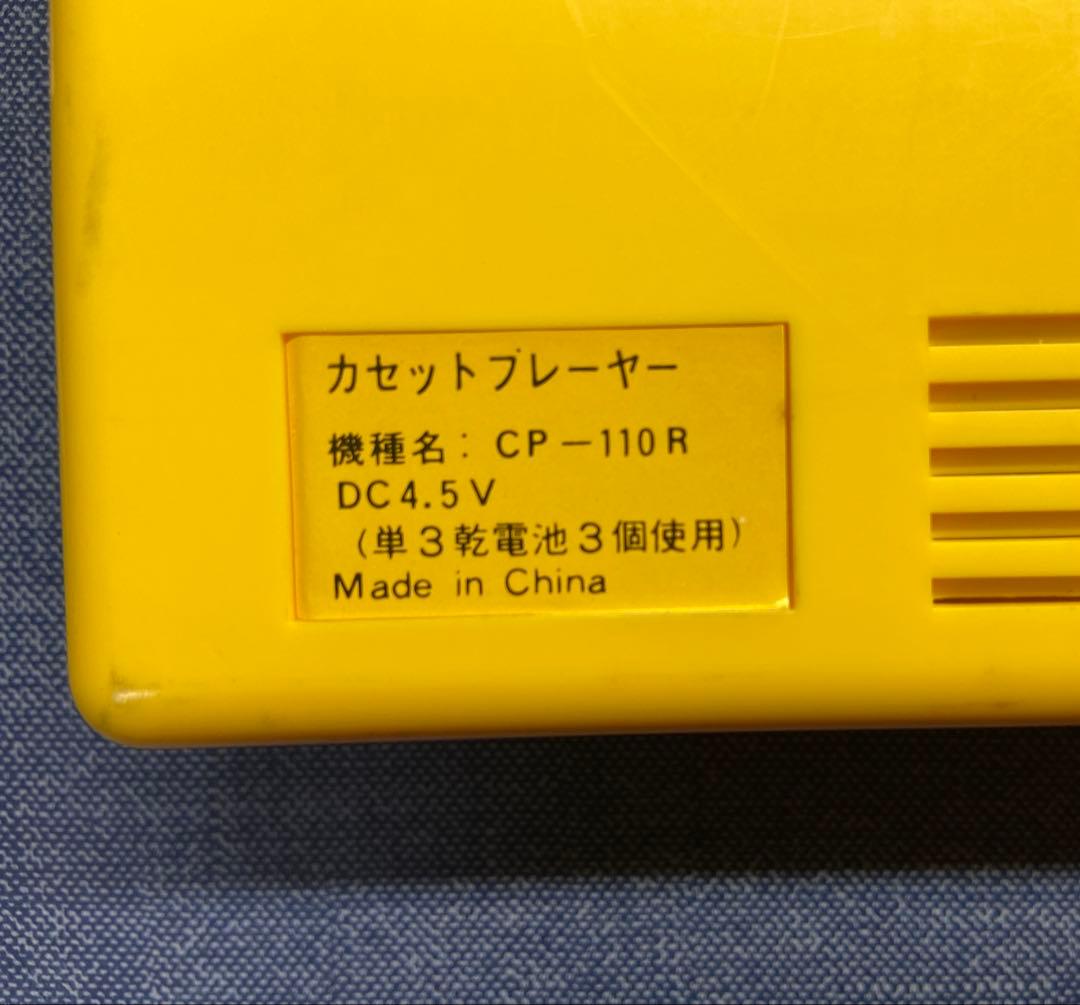 カセットプレーヤー
機種名: CP−110R
DC4.5V
(単3乾電池3個使用)
Made in China